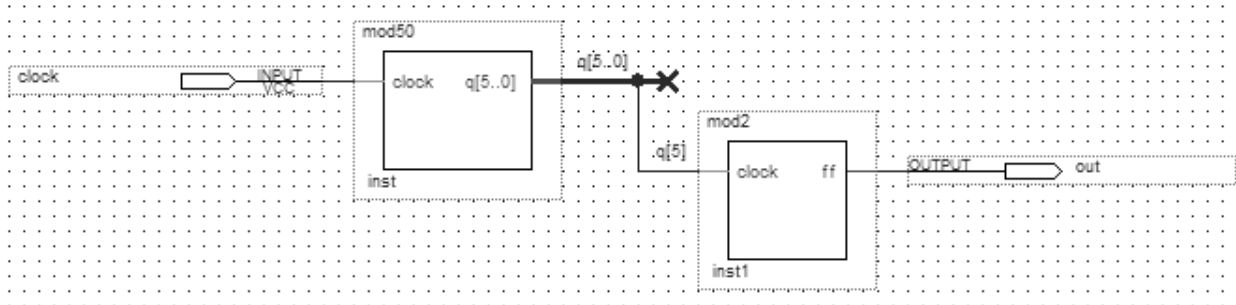 mod50
clock
INPUT
VCC
clock
q[5..0]
inst
q[5..0]
q[5]
mod2
clock
ff
inst1
OUTPUT
out